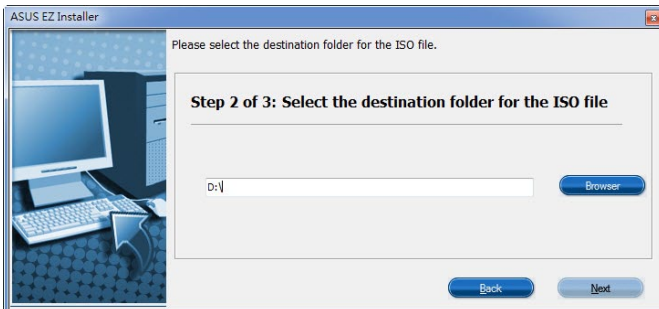 ASUS EZ Installer
Please select the destination folder for the ISO file.
Step 2 of 3: Select the destination folder for the ISO file
D:\
Browser
Back
Next